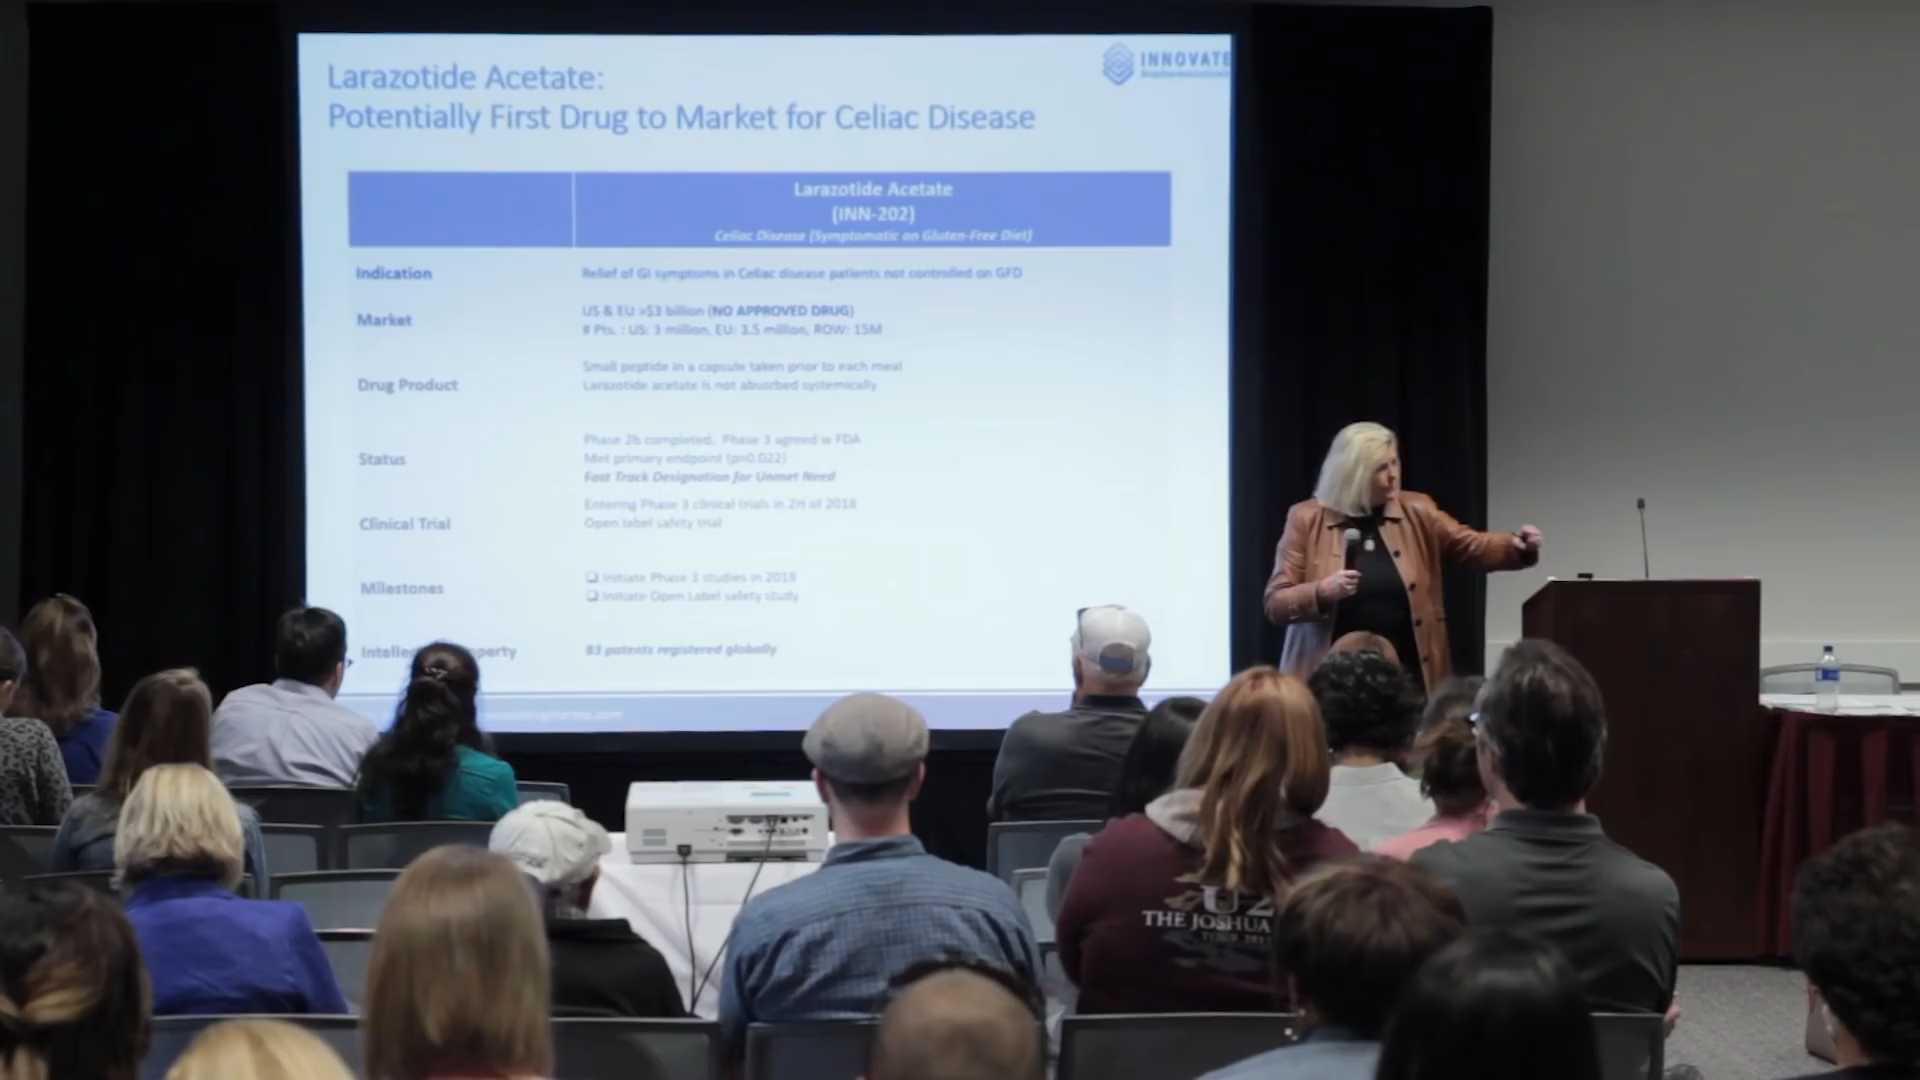 Larazotide Acetate:
Potentially First Drug to Market for Celiac Disease
INNOVATE
Larazotide Acetate
(INN-202)
Celiac Disease (Symptomatic on Gluten-Free Diet)
Indication
Relief of GI symptoms in Celiac disease patients not controlled on GFD
Market
US & EU >$3 billion (NO APPROVED DRUG)
# Pts. : US: 3 million, EU: 3.5 million, ROW: 15M
Drug Product
Small peptide in a capsule taken prior to each meal
Larazotide acetate is not absorbed systemically
Status
Phase 2b completed. Phase 3 agreed w FDA
Met primary endpoint (p=0.022)
Fast Track Designation for Unmet Need
Clinical Trial
Entering Phase 3 clinical trials in 2H of 2018
Open label safety trial
Milestones
❑ Initiate Phase 3 studies in 2018
❑ Initiate Open Label safety study
83 patents registered globally
U2
THE JOSHUA